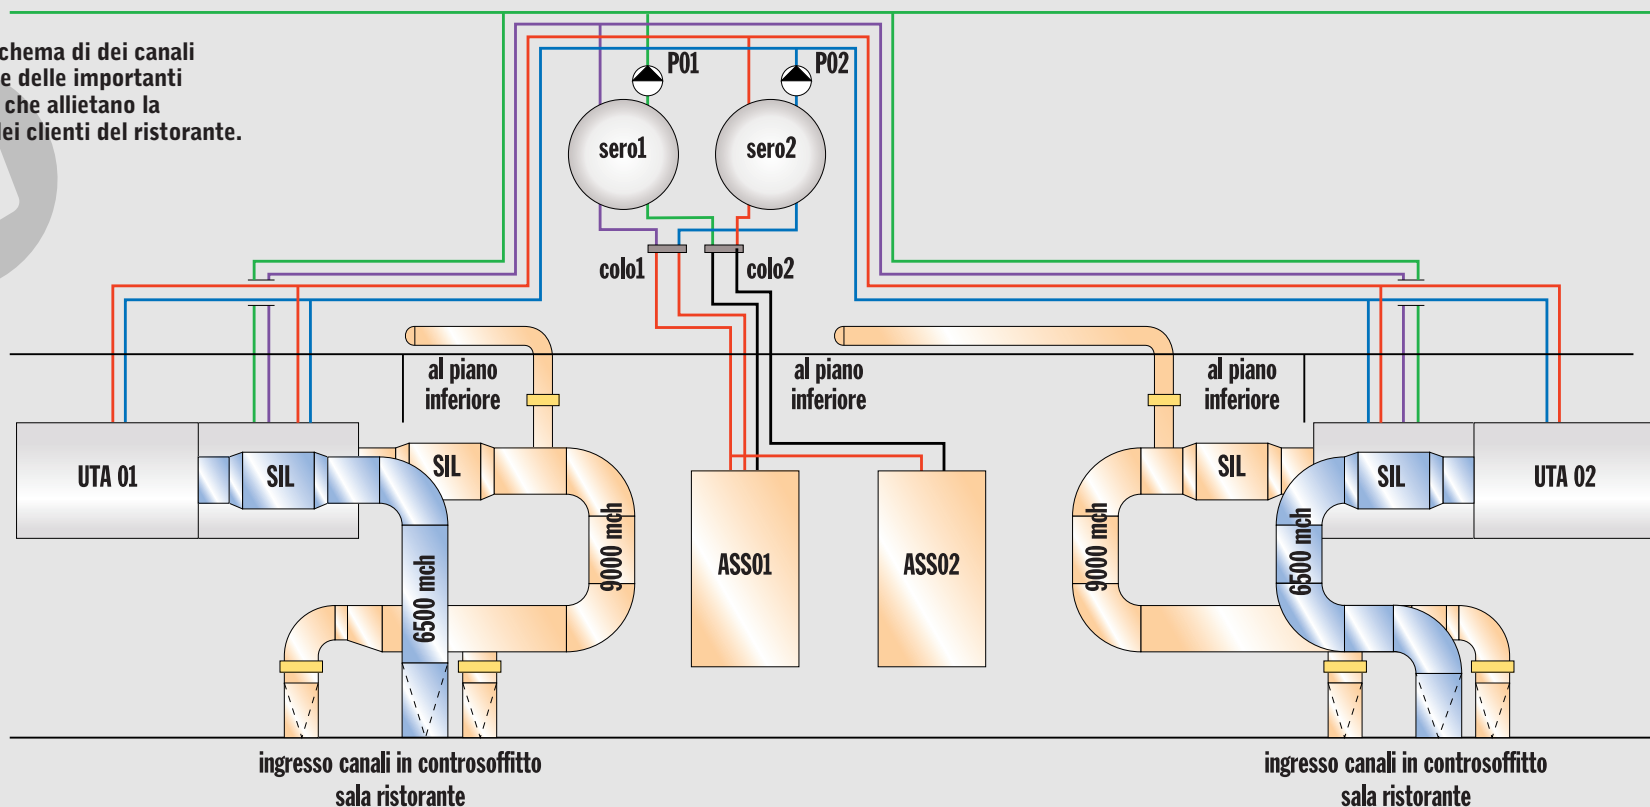 chema di dei canali
e delle importanti
che allietano la
dei clienti del ristorante.
P01
P02
sero1
sero2
colo1
colo2
al piano
inferiore
al piano
inferiore
al piano
inferiore
UTA 01
SIL
SIL
6500 mch
9000 mch
ASS01
ASS02
9000 mch
SIL
6500 mch
SIL
UTA 02
ingresso canali in controsoffitto
sala ristorante
ingresso canali in controsoffitto
sala ristorante